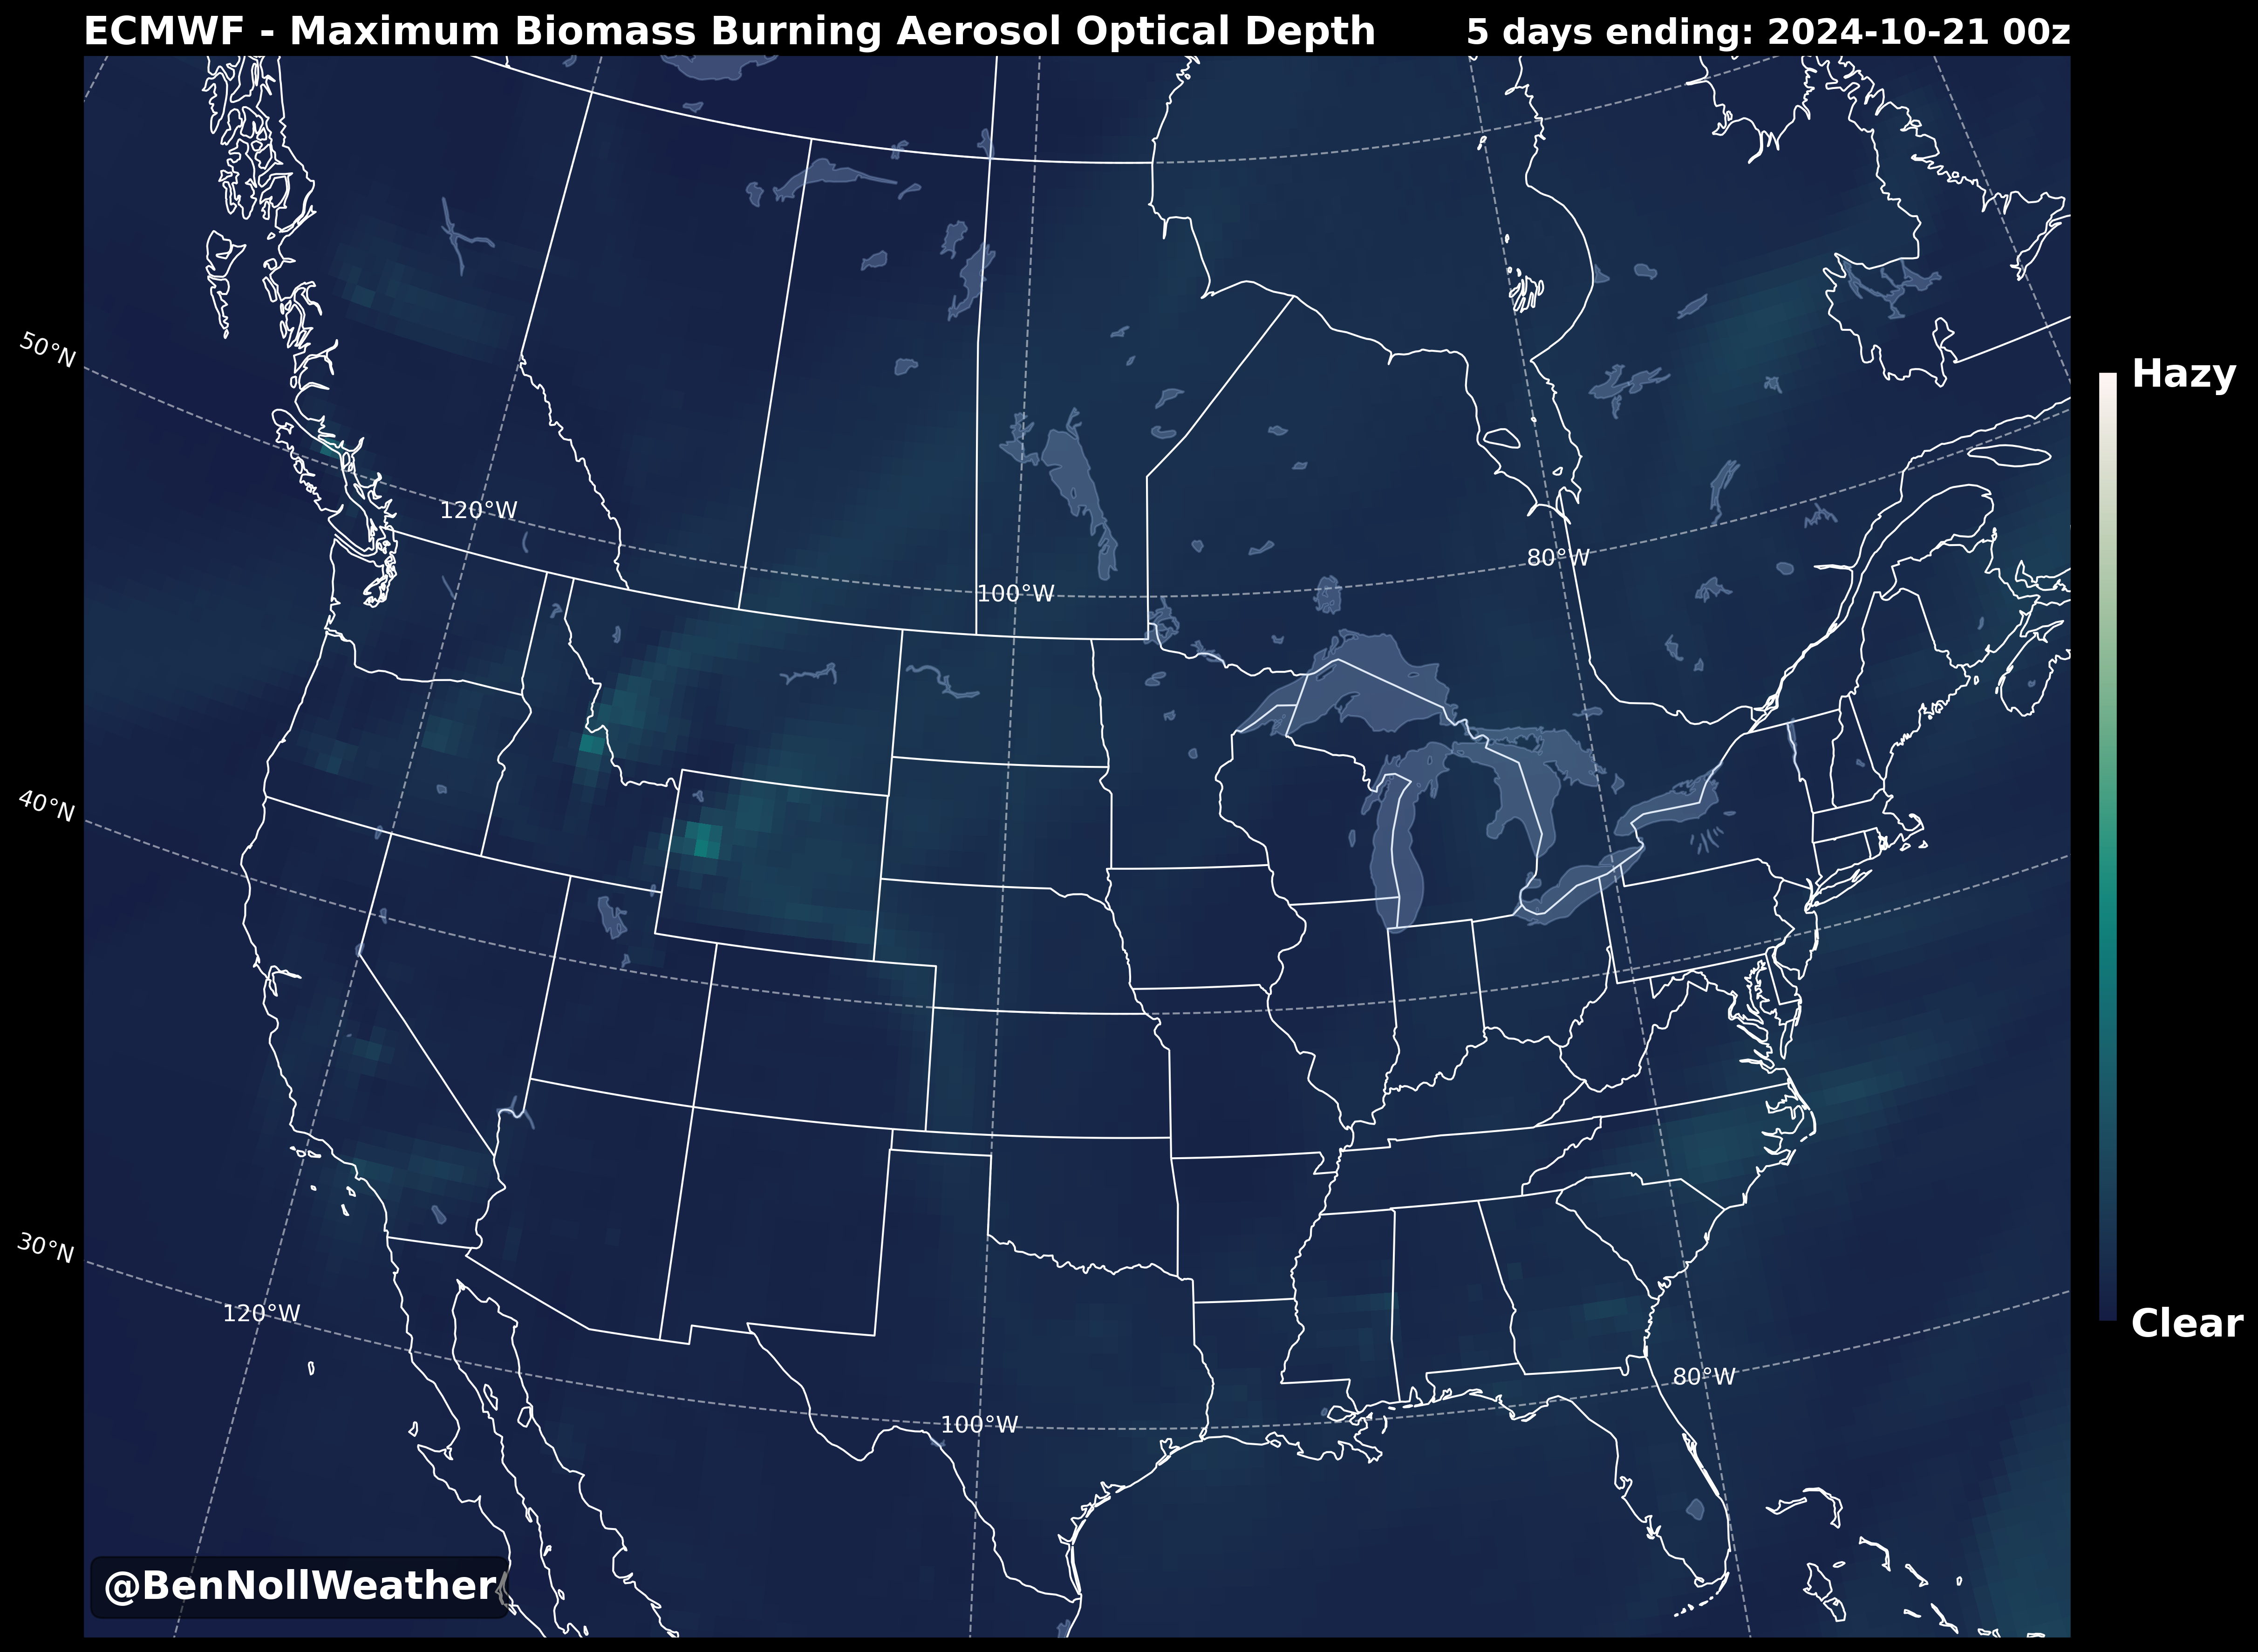 ECMWF - Maximum Biomass Burning Aerosol Optical Depth 5 days ending: 2024-10-21 00z
50°N
Hazy
120°W
80°W
100°W
40°N
30°N
120°W
Clear
80°W
100°W
@BenNollWeather